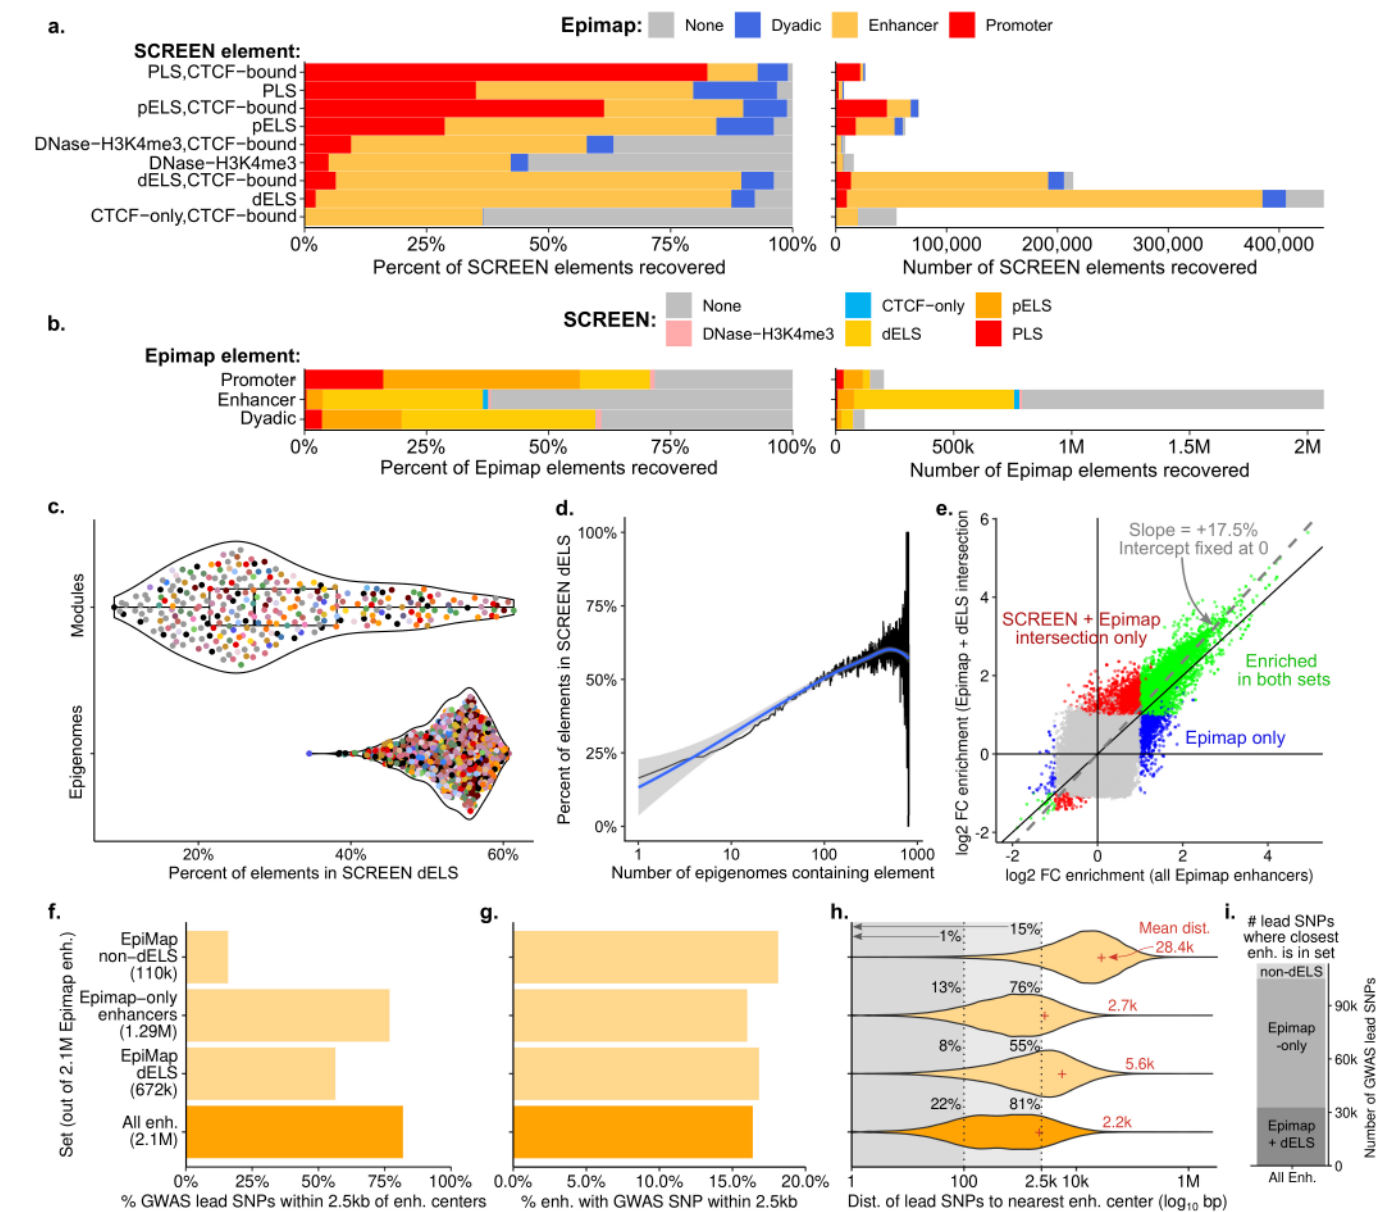 a.
Epimap: None Dyadic Enhancer Promoter
SCREEN element:
PLS,CTCF−bound
PLS
pELS,CTCF−bound
pELS
DNase−H3K4me3,CTCF−bound
DNase−H3K4me3
dELS,CTCF−bound
dELS
CTCF−only,CTCF−bound
0% 25% 50% 75% 100%
Percent of SCREEN elements recovered
0 100,000 200,000 300,000 400,000
Number of SCREEN elements recovered
b.
SCREEN:
None CTCF−only pELS
DNase−H3K4me3 dELS PLS
Epimap element:
Promoter
Enhancer
Dyadic
0% 25% 50% 75% 100%
Percent of Epimap elements recovered
0 500k 1M 1.5M 2M
Number of Epimap elements recovered
c.
Modules
Epigenomes
20% 40% 60%
Percent of elements in SCREEN dELS
d.
Percent of elements in SCREEN dELS
100%
75%
50%
25%
0%
1 10 100 1000
Number of epigenomes containing element
e.
log2 FC enrichment (Epimap + dELS intersection)
6
4
2
0
-2
Slope = +17.5%
Intercept fixed at 0
SCREEN + Epimap
intersection only
Enriched
in both sets
Epimap only
-2 0 2 4
log2 FC enrichment (all Epimap enhancers)
f.
Set (out of 2.1M Epimap enh.)
EpiMap
non−dELS
(110k)
Epimap−only
enhancers
(1.29M)
EpiMap
dELS
(672k)
All enh.
(2.1M)
0% 25% 50% 75% 100%
% GWAS lead SNPs within 2.5kb of enh. centers
g.
0.0% 5.0% 10.0% 15.0% 20.0%
% enh. with GWAS SNP within 2.5kb
h.
15%
1%
Mean dist.
28.4k
13% 76% 2.7k
8% 55% 5.6k
22% 81% 2.2k
1 100 2.5k 10k 1M
Dist. of lead SNPs to nearest enh. center (log10 bp)
i.
# lead SNPs
where closest
enh. is in set
non-dELS
Epimap
-only
Epimap
+ dELS
All Enh.
90k
60k
30k
0
Number of GWAS lead SNPs